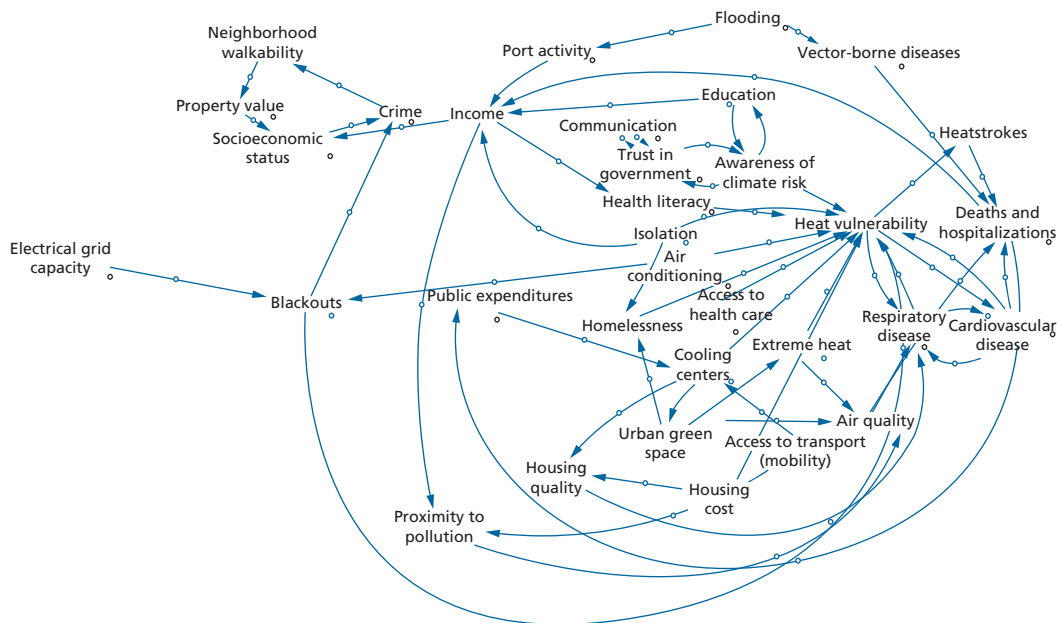 Flooding
Neighborhood
walkability
Port activity
Vector-borne diseases
Property value
Crime
Income
Education
Communication
Socioeconomic
status
Heatstrokes
Trust in
government
Awareness of
climate risk
Health literacy
Heat vulnerability
Deaths and
hospitalizations
Isolation
Electrical grid
capacity
Air
conditioning
Blackouts
Public expenditures
Access to
health care
Homelessness
Respiratory
disease
Cardiovascular
disease
Extreme heat
Cooling
centers
Urban green
space
Air quality
Access to transport
(mobility)
Housing
quality
Housing
cost
Proximity to
pollution